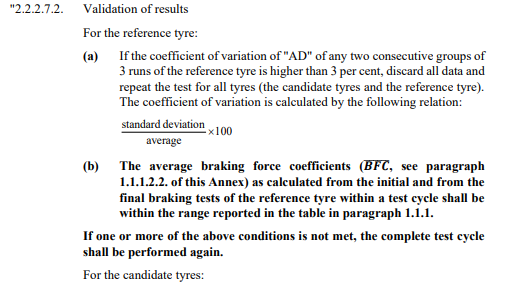 "2.2.2.7.2. Validation of results
For the reference tyre:
(a) If the coefficient of variation of "AD" of any two consecutive groups of
3 runs of the reference tyre is higher than 3 per cent, discard all data and
repeat the test for all tyres (the candidate tyres and the reference tyre).
The coefficient of variation is calculated by the following relation:
standard deviation
×100
average
(b) The average braking force coefficients (B̅F̅C̅, see paragraph
1.1.1.2.2. of this Annex) as calculated from the initial and from the
final braking tests of the reference tyre within a test cycle shall be
within the range reported in the table in paragraph 1.1.1.
If one or more of the above conditions is not met, the complete test cycle
shall be performed again.
For the candidate tyres: